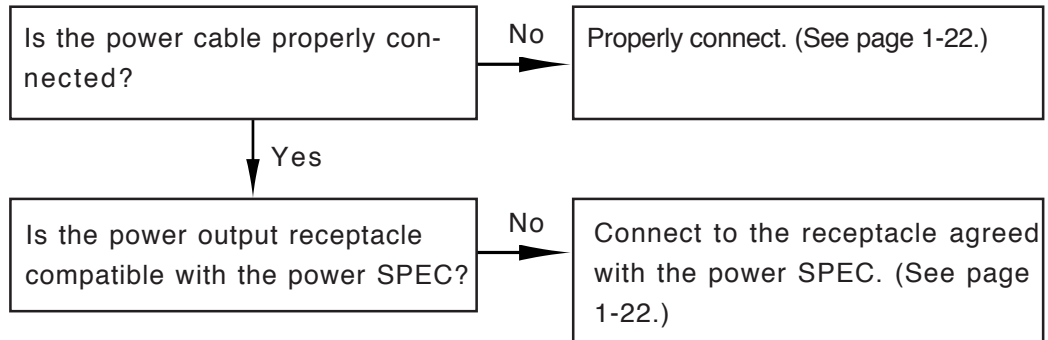 Is the power cable properly con-
nected?
No
Properly connect. (See page 1-22.)
Yes
Is the power output receptacle
compatible with the power SPEC?
No
Connect to the receptacle agreed
with the power SPEC. (See page
1-22.)